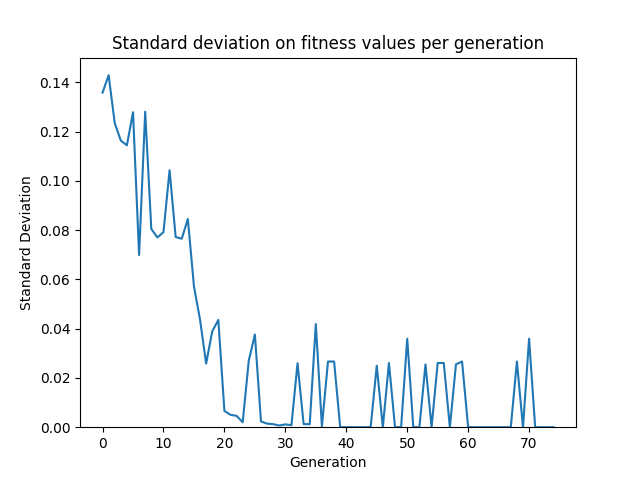 Standard deviation on fitness values per generation
0.14
0.12
0.10
0.08
0.06
0.04
0.02
0.00
Standard Deviation
0 10 20 30 40 50 60 70
Generation